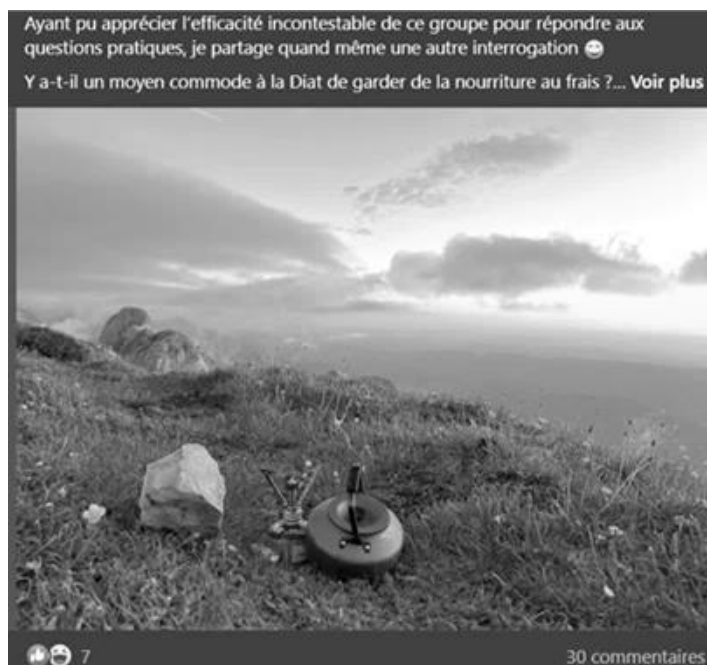 Ayant pu apprécier l'efficacité incontestable de ce groupe pour répondre aux
questions pratiques, je partage quand même une autre interrogation 😄
Y a-t-il un moyen commode à la Diat de garder de la nourriture au frais ?... Voir plus
7
30 commentaires